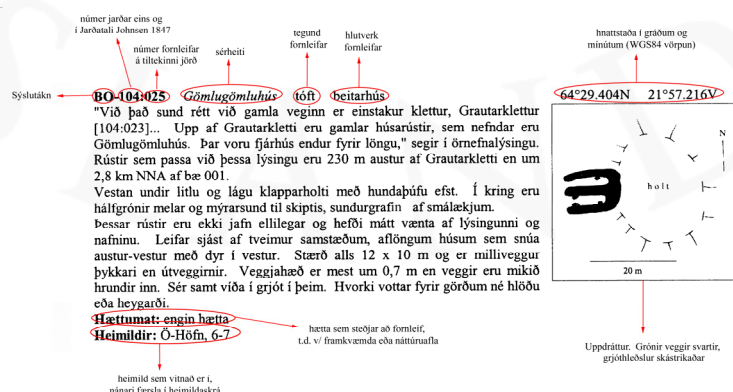 númer jarðar eins og
í Jarðatali Johnsen 1847
númer fornleifar
á tiltekinni jörð
sérheiti
tegund
fornleifar
hlutverk
fornleifar
hnattstaða í gráðum og
mínútum (WGS84 vörpun)
Sýslutákn
BO-104:025 Gömlugömluhús tóft beitarhús
64°29.404N 21°57.216V
"Við það sund rétt við gamla veginn er einstakur klettur, Grautarklettur
[104:023]... Upp af Grautarkletti eru gamlar húsarústir, sem nefndar eru
Gömlugömluhús. Þar voru fjárhús endur fyrir löngu," segir í örnefnalýsingu.
Rústir sem passa við þessa lýsingu eru 230 m austur af Grautarkletti en um
2,8 km NNA af bæ 001.
Vestan undir litlu og lágu klapparholti með hundaþúfu efst. Í kring eru
hálfgrónir melar og mýrarsund til skiptis, sundurgrafin af smálækjum.
Þessar rústir eru ekki jafn ellilegar og hefði mátt vænta af lýsingunni og
nafninu. Leifar sjást af tveimur samstæðum, aflöngum húsum sem snúa
austur-vestur með dyr í vestur. Stærð alls 12 x 10 m og er milliveggur
þykkari en útveggirnir. Veggjahæð er mest um 0,7 m en veggir eru mikið
hrundir inn. Sér samt víða í grjót í þeim. Hvorki vottar fyrir görðum né hlöðu
eða heygarði.
Hættumat: engin hætta
Heimildir: Ö-Höfn, 6-7
N
holt
20 m
hætta sem steðjar að fornleif,
t.d. v/ framkvæmda eða náttúruafla
Uppdráttur. Grónir veggir svartir,
grjóthleðslur skástrikaðar
heimild sem vitnað er í,
nánari færsla í heimildaskrá